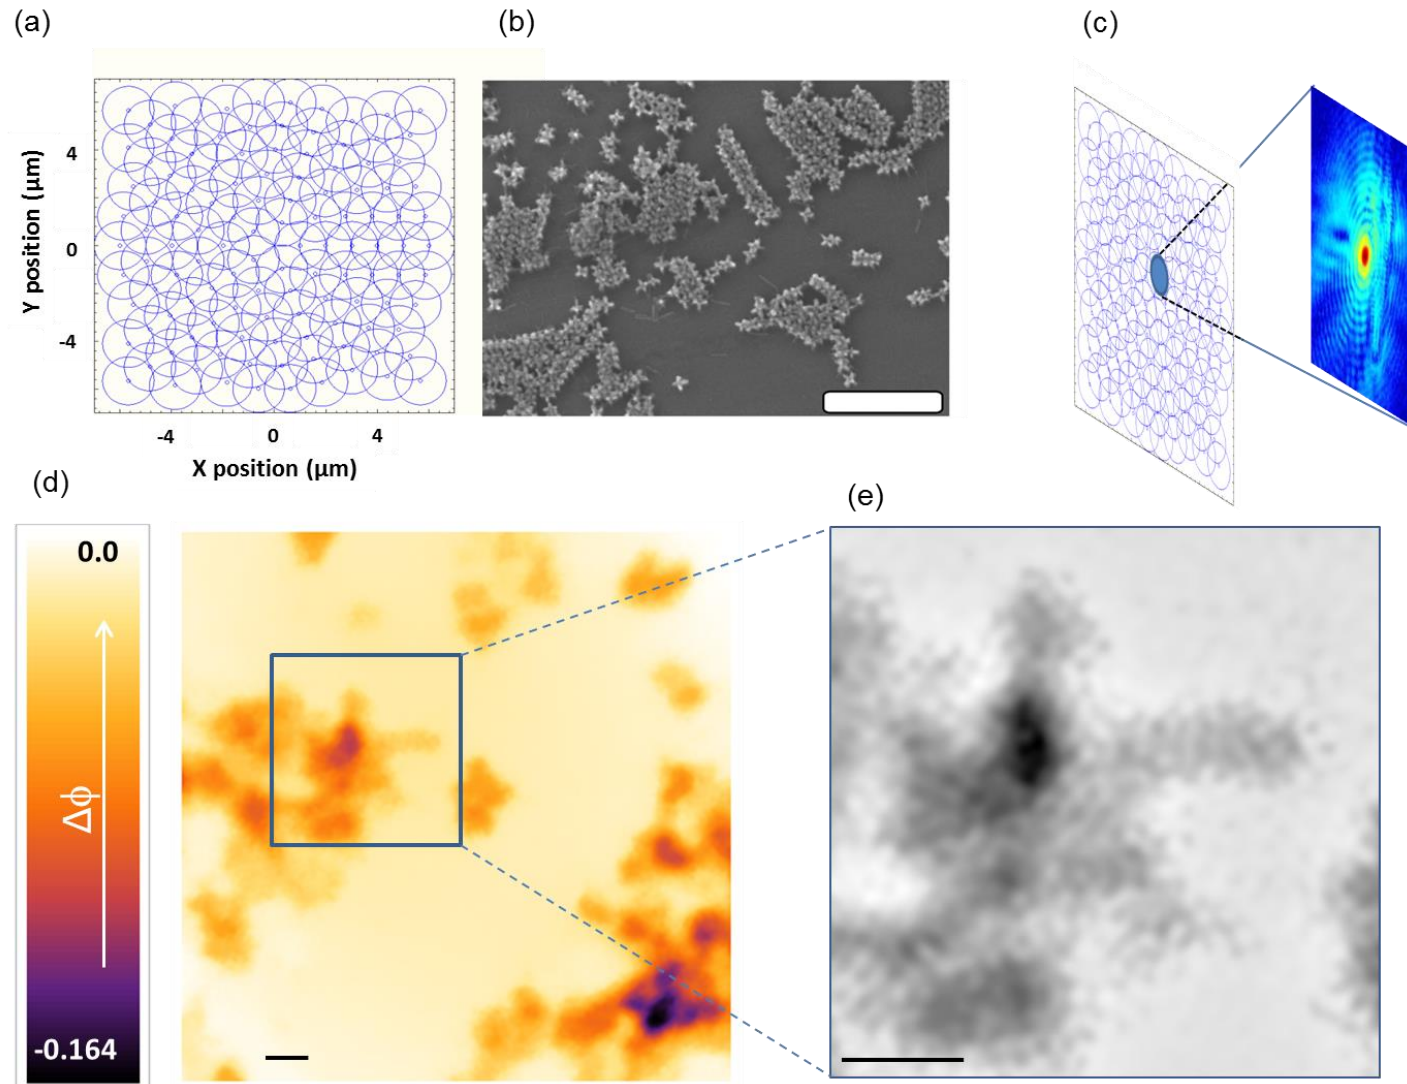 (a)
(b)
(c)
Y position (μm)
4
0
-4
-4
0
4
X position (μm)
(d)
(e)
0.0
Δϕ
-0.164